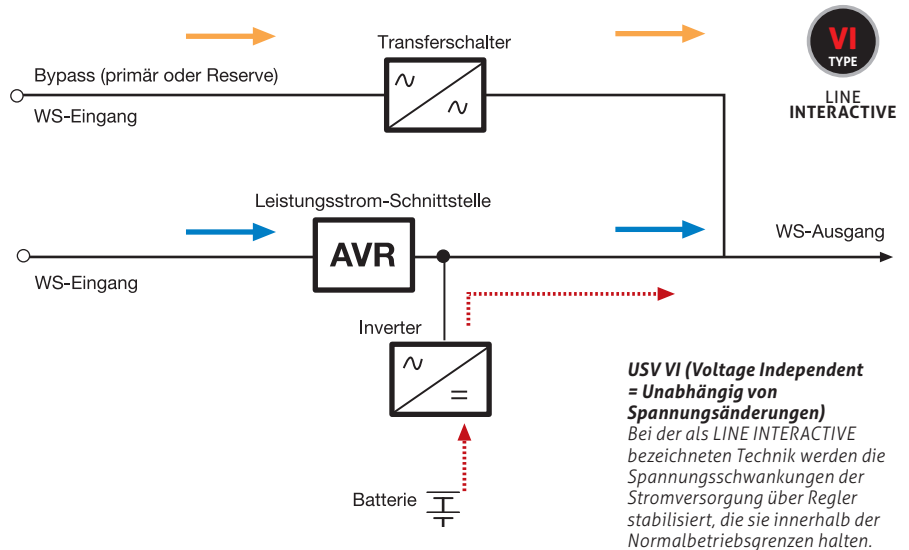 Transferschalter
VI
TYPE
LINE
INTERACTIVE
Bypass (primär oder Reserve)
∿
∿
WS-Eingang
Leistungsstrom-Schnittstelle
AVR
WS-Ausgang
WS-Eingang
Inverter
∿
=
Batterie
USV VI (Voltage Independent
= Unabhängig von
Spannungsänderungen)
Bei der als LINE INTERACTIVE
bezeichneten Technik werden die
Spannungsschwankungen der
Stromversorgung über Regler
stabilisiert, die sie innerhalb der
Normalbetriebsgrenzen halten.